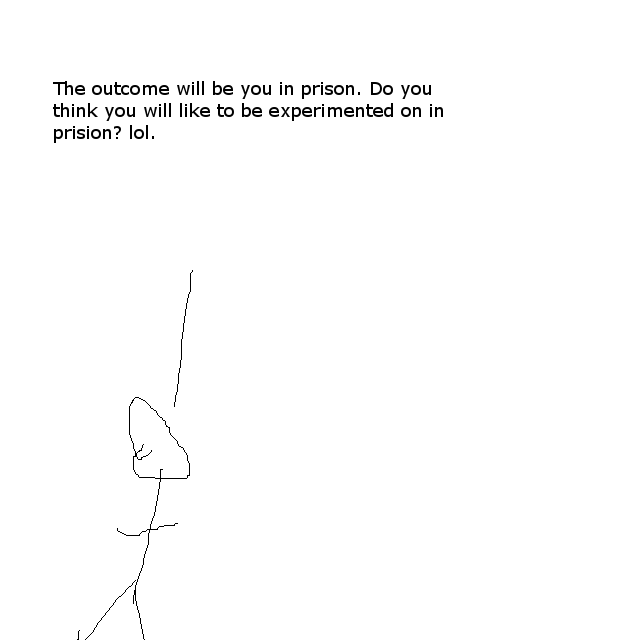 The outcome will be you in prison. Do you
think you will like to be experimented on in
prision? lol.